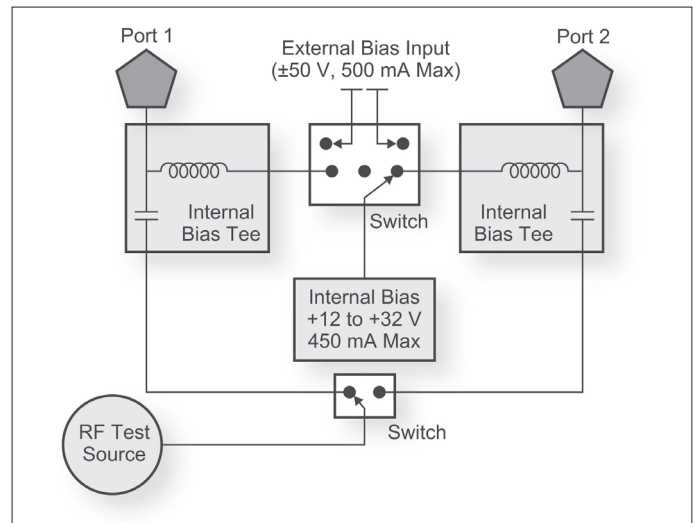 Port 1
External Bias Input
(±50 V, 500 mA Max)
Port 2
Internal
Bias Tee
Switch
Internal
Bias Tee
Internal Bias
+12 to +32 V
450 mA Max
RF Test
Source
Switch